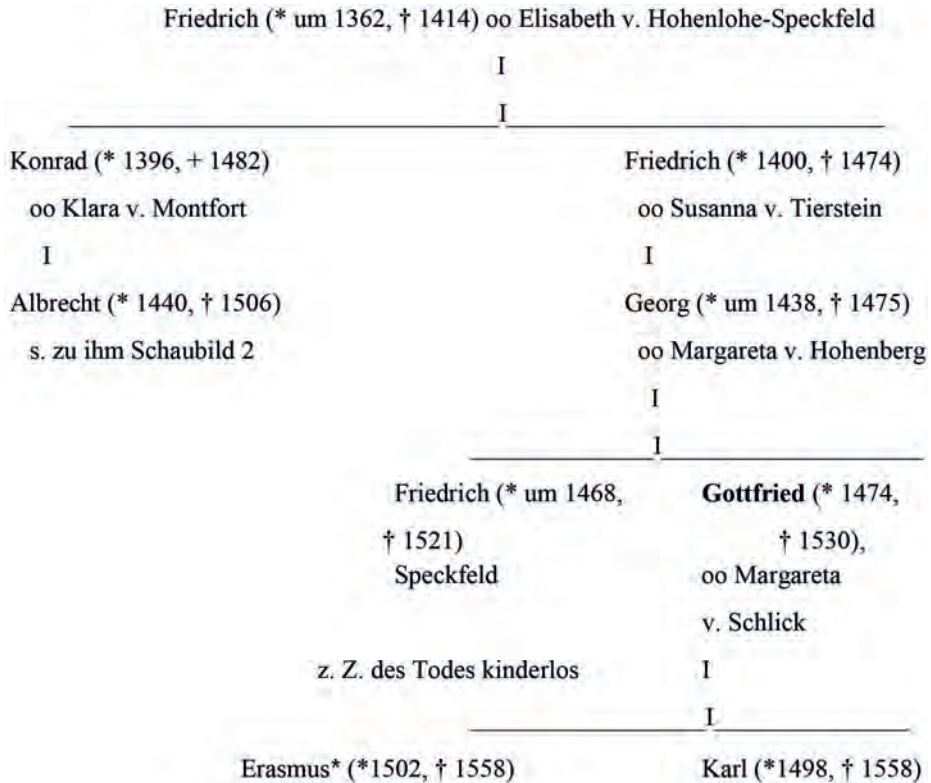 Friedrich (* um 1362, † 1414) oo Elisabeth v. Hohenlohe-Speckfeld
I
I
Konrad (* 1396, + 1482) Friedrich (* 1400, † 1474)
oo Klara v. Montfort oo Susanna v. Tierstein
I I
Albrecht (* 1440, † 1506) Georg (* um 1438, † 1475)
s. zu ihm Schaubild 2 oo Margareta v. Hohenberg
I
I
Friedrich (* um 1468, Gottfried (* 1474,
† 1521) † 1530),
Speckfeld oo Margareta
v. Schlick
z. Z. des Todes kinderlos I
I
Erasmus* (*1502, † 1558) Karl (*1498, † 1558)